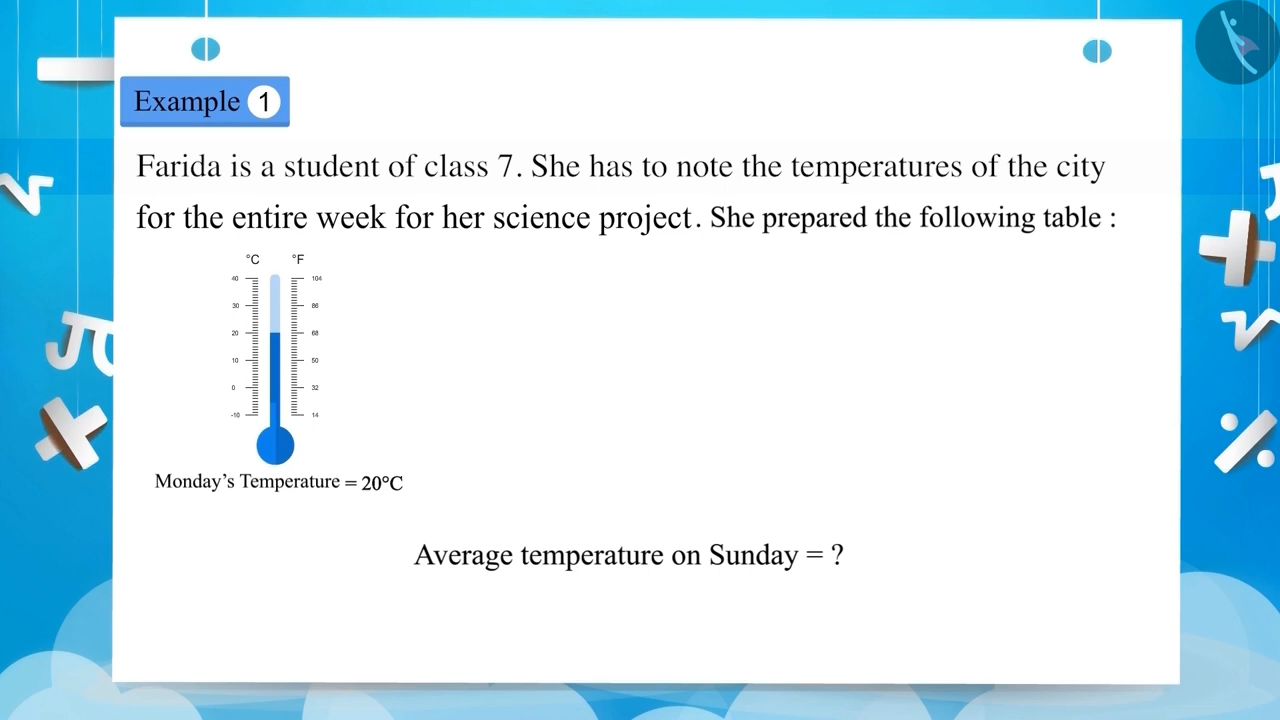 Example 1
Farida is a student of class 7. She has to note the temperatures of the city
for the entire week for her science project. She prepared the following table :
°C °F
40 104
30 86
20 68
10 50
0 32
-10 14
Monday’s Temperature = 20°C
Average temperature on Sunday = ?